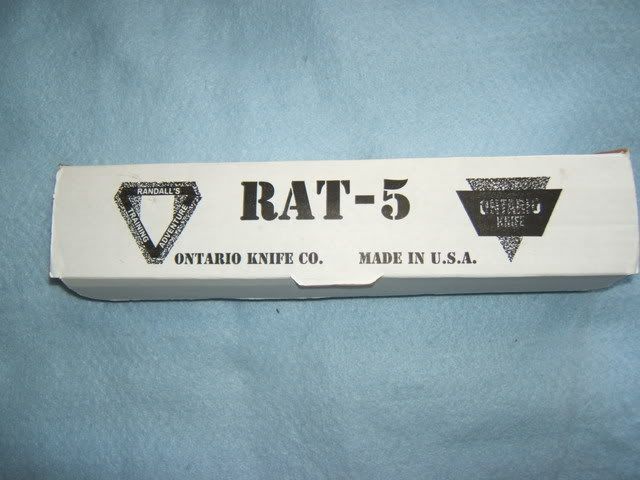 RANDALL'S
TRAINING
ADVENTURE
RAT-5
ONTARIO
KNIFE
ONTARIO KNIFE CO. MADE IN U.S.A.